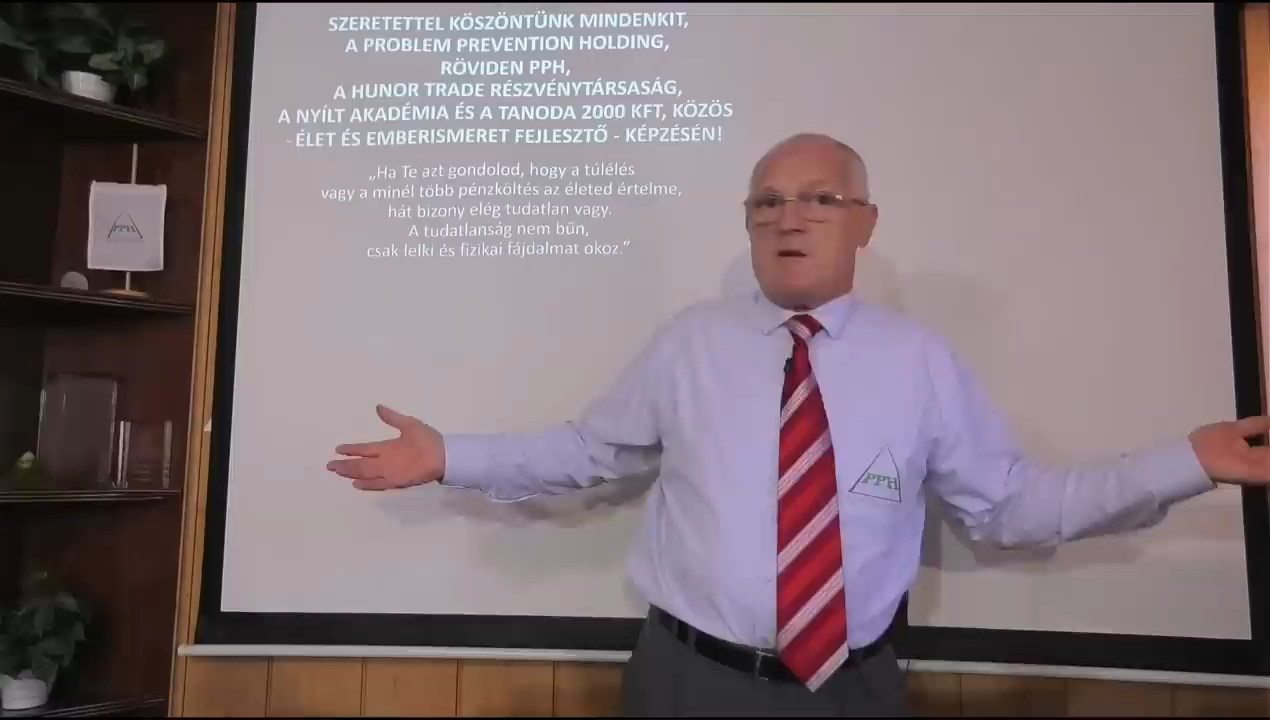 SZERETETTEL KÖSZÖNTÜNK MINDENKIT,
A PROBLEM PREVENTION HOLDING,
RÖVIDEN PPH,
A HUNOR TRADE RÉSZVÉNYTÁRSASÁG,
A NYÍLT AKADÉMIA ÉS A TANODA 2000 KFT, KÖZÖS
- ÉLET ÉS EMBERISMERET FEJLESZTŐ - KÉPZÉSÉN!
„Ha Te azt gondolod, hogy a túlélés
vagy a minél több pénzköltés az életed értelme,
hát bizony elég tudatlan vagy.
A tudatlanság nem bűn,
csak lelki és fizikai fájdalmat okoz.”
PPH
PPH